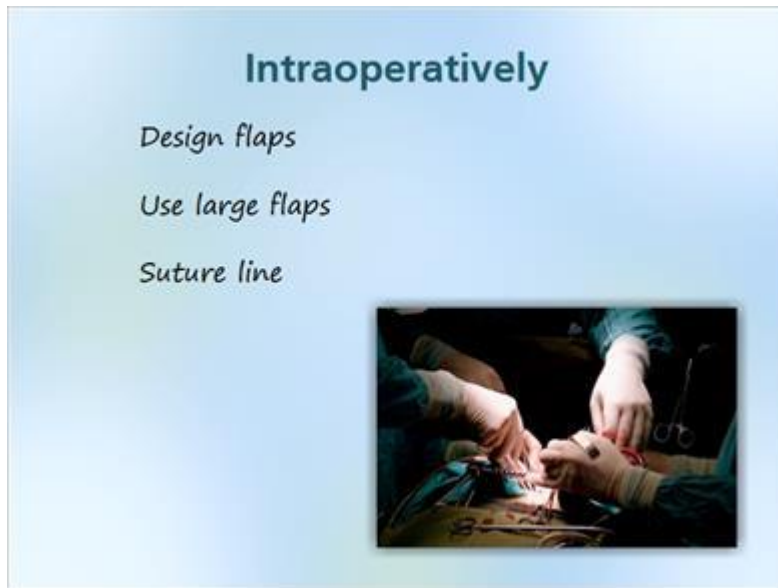 Intraoperatively
Design flaps
Use large flaps
Suture line